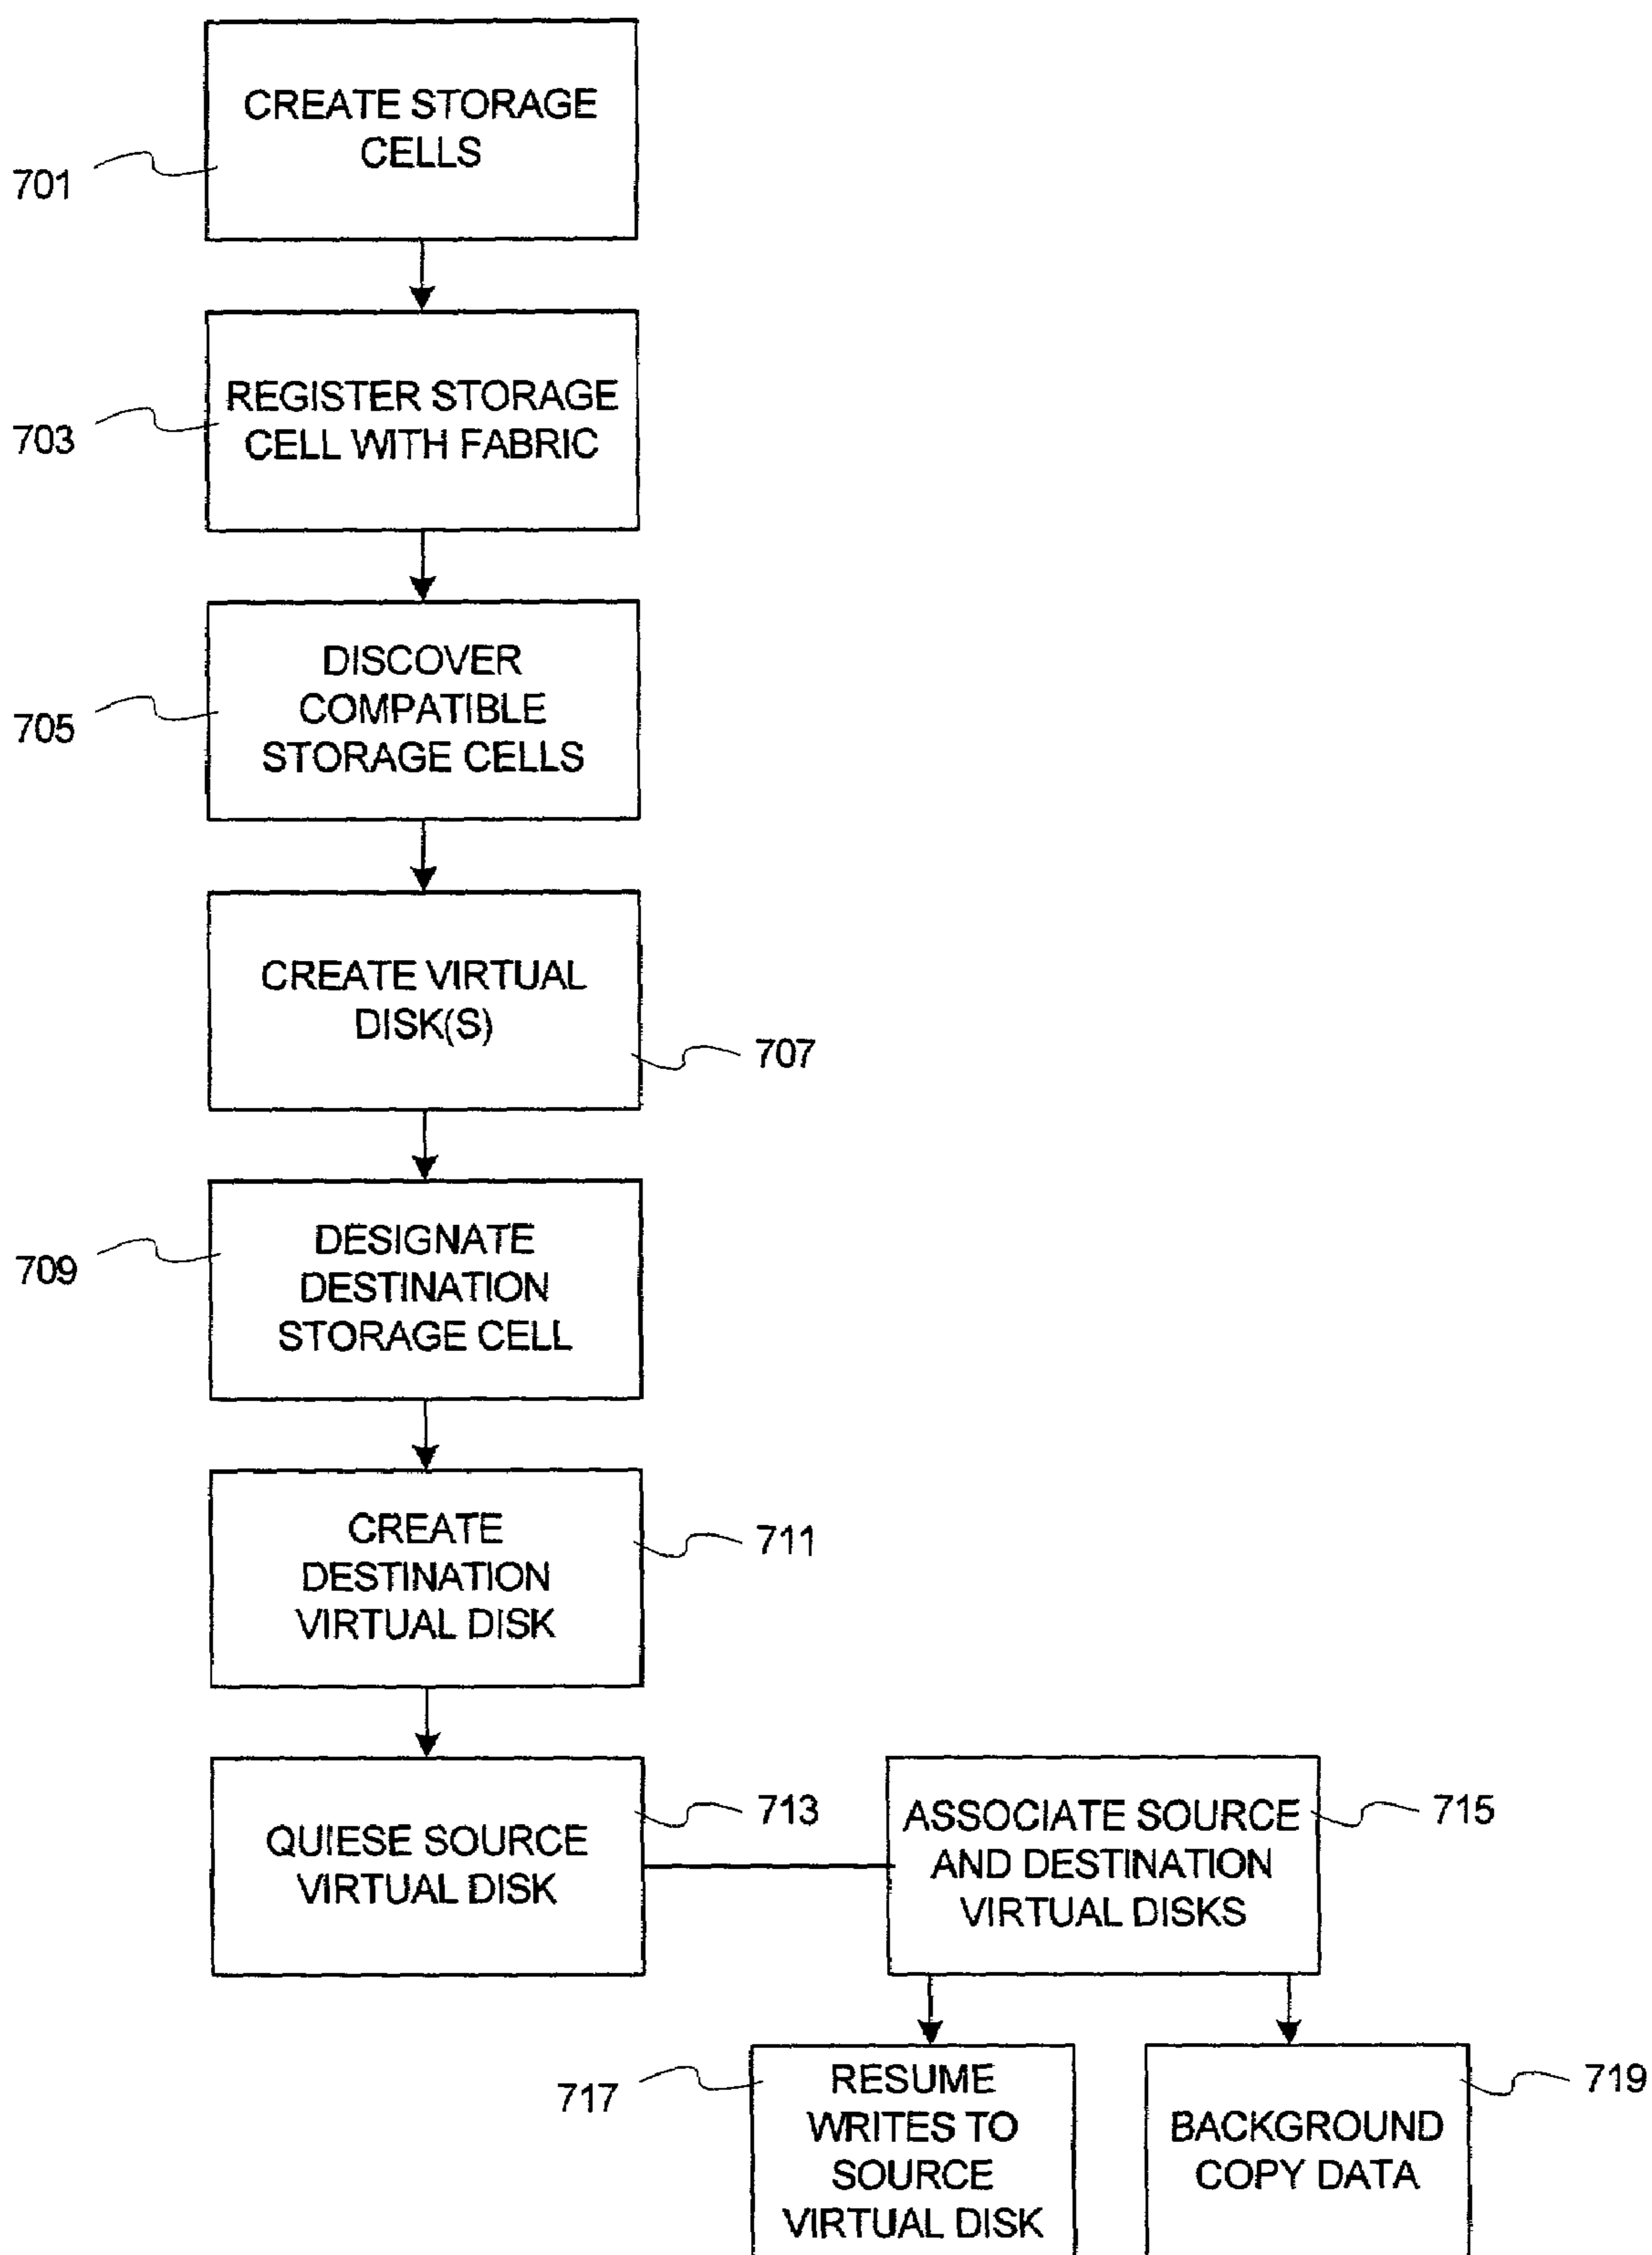 CREATE STORAGE
CELLS
701
REGISTER STORAGE
CELL WITH FABRIC
703
DISCOVER
COMPATIBLE
STORAGE CELLS
705
CREATE VIRTUAL
DISK(S)
707
DESIGNATE
DESTINATION
STORAGE CELL
709
CREATE
DESTINATION
VIRTUAL DISK
711
QUIESE SOURCE
VIRTUAL DISK
713
ASSOCIATE SOURCE
AND DESTINATION
VIRTUAL DISKS
715
RESUME
WRITES TO
SOURCE
VIRTUAL DISK
717
BACKGROUND
COPY DATA
719